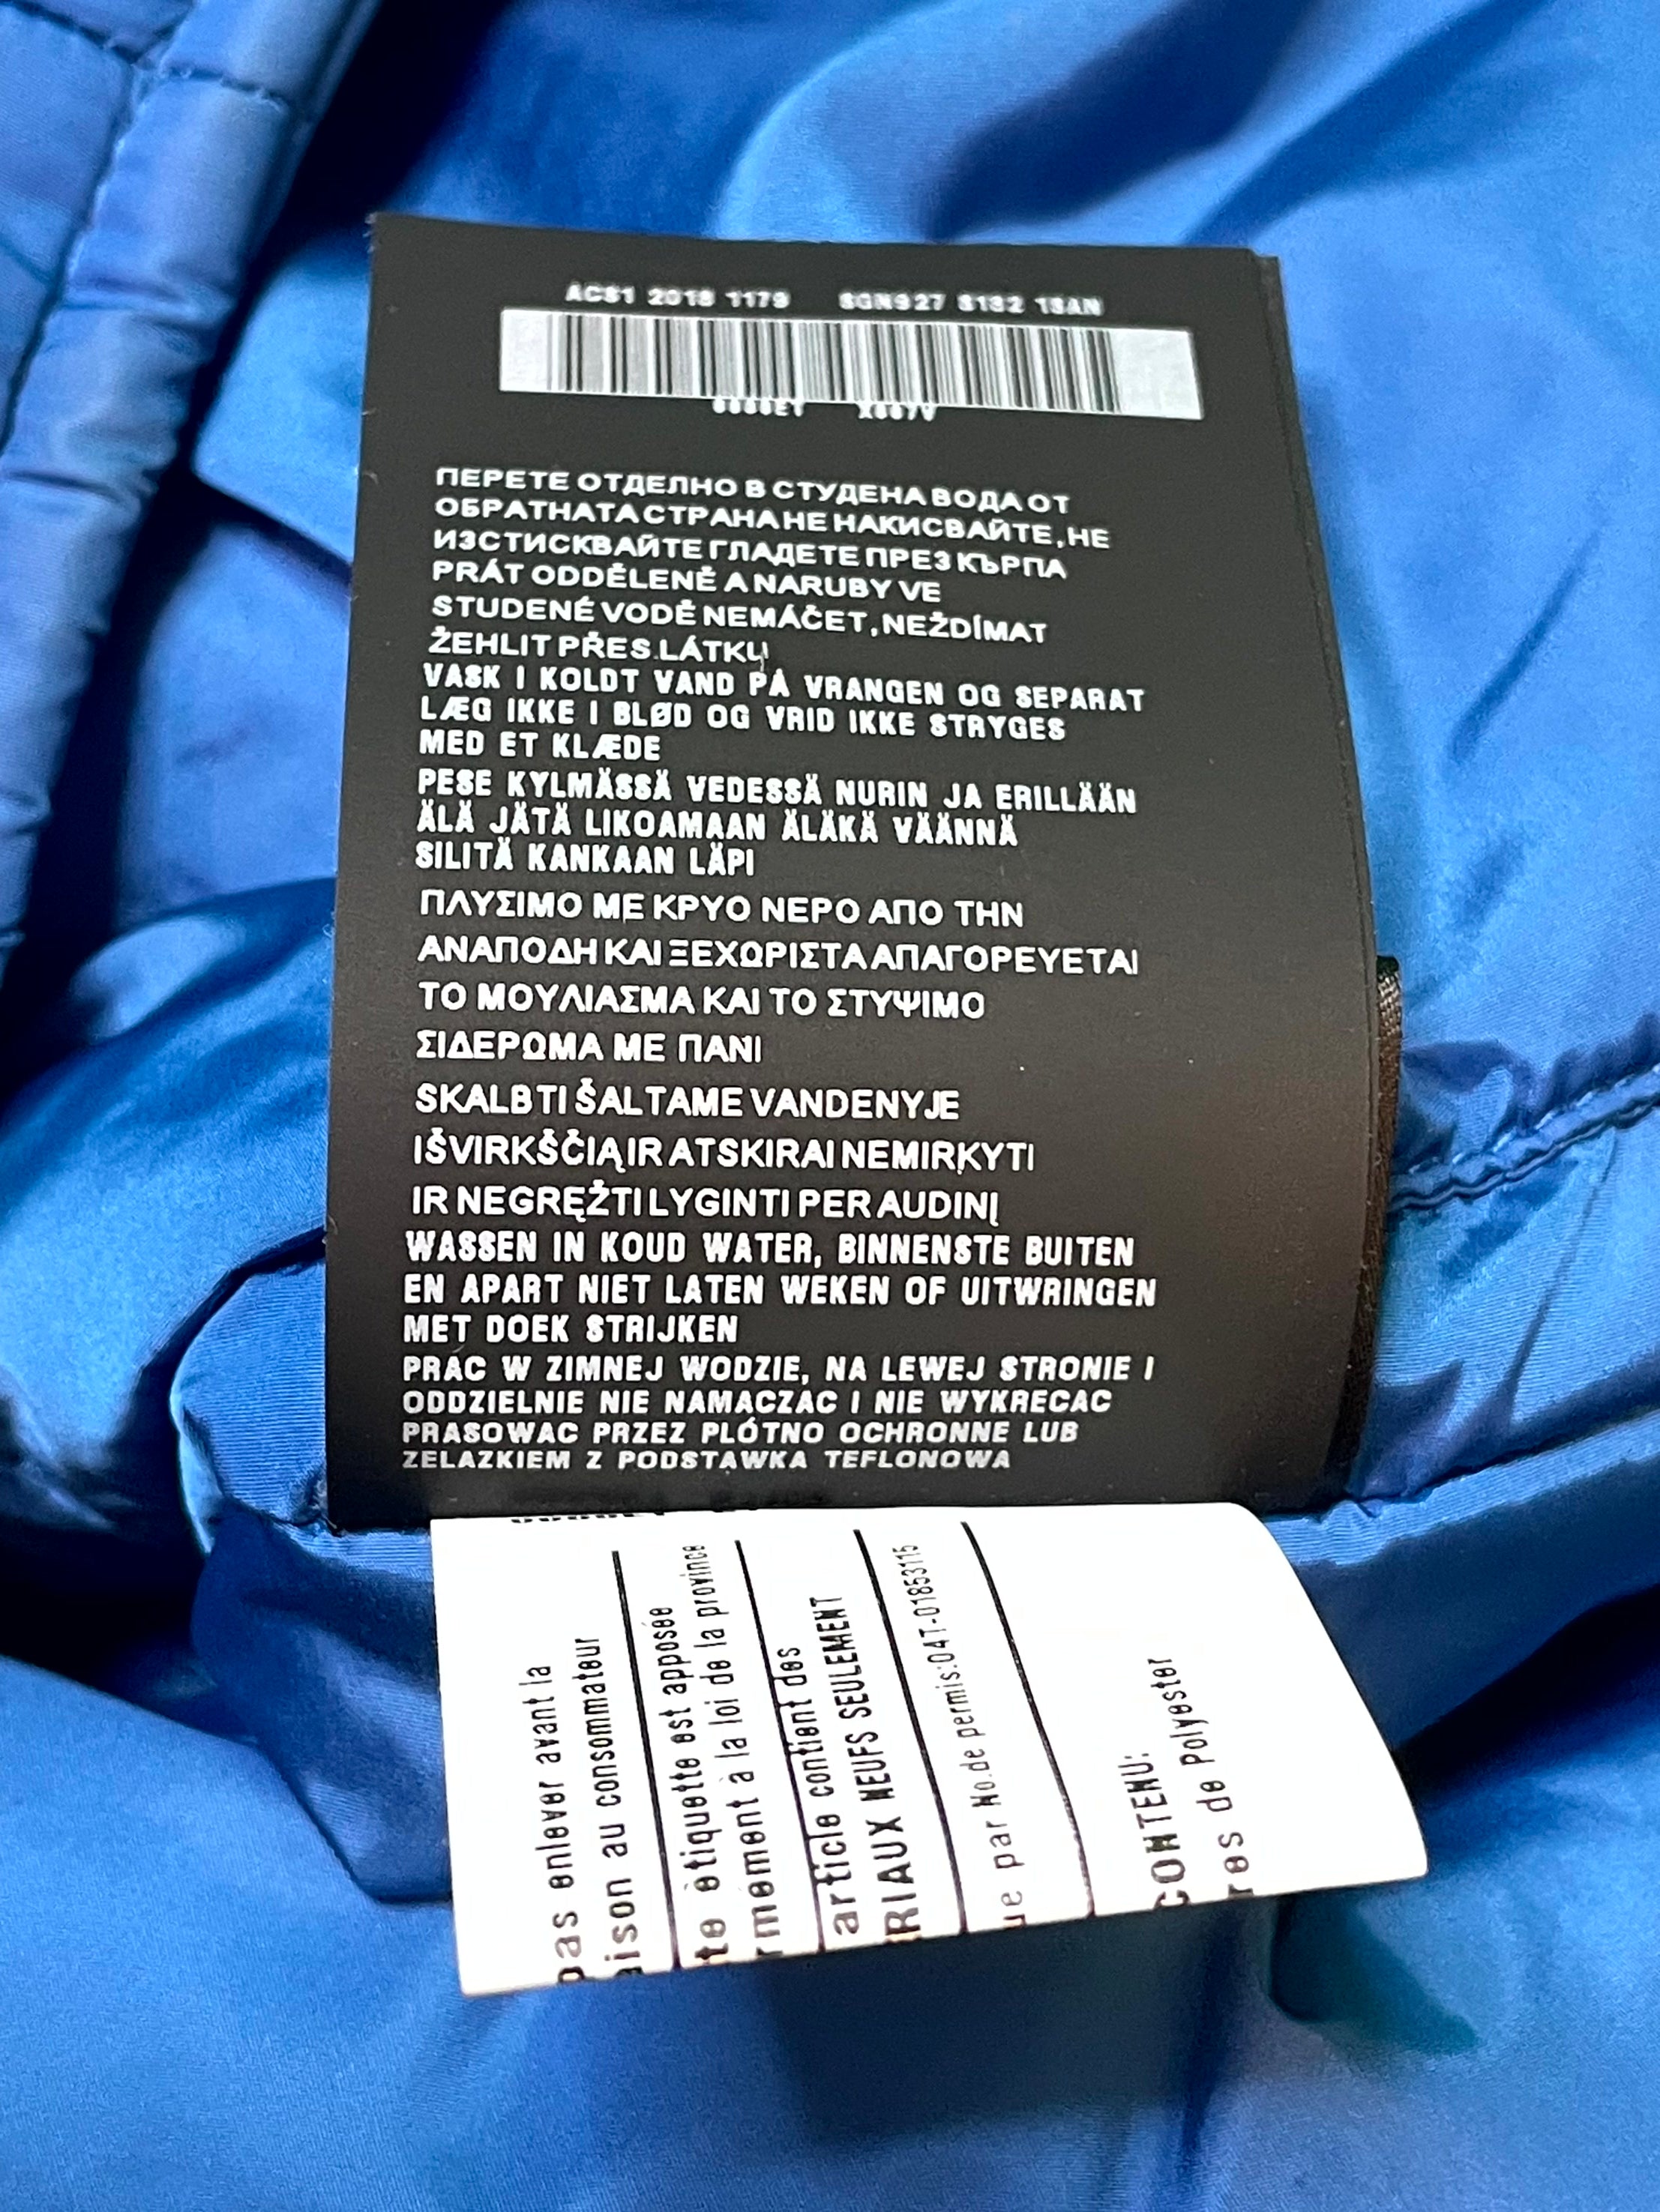 ACS1 2018 1179 SGN927 S182 1SAN
ПЕРЕТЕ ОТДЕЛНО В СТУДЕНА ВОДА ОТ
ОБРАТНАТА СТРАНА НЕ НАКИСВАЙТЕ, НЕ
ИЗСТИСКВАЙТЕ ГЛАДЕТЕ ПРЕЗ КЪРПА
PRÁT ODDĚLENĚ A NARUBY VE
STUDENÉ VODĚ NEMÁČET, NEŽDÍMAT
ŽEHLIT PŘES LÁTKU
VASK I KOLDT VAND PÅ VRANGEN OG SEPARAT
LÆG IKKE I BLØD OG VRID IKKE STRYGES
MED ET KLÆDE
PESE KYLMÄSSÄ VEDESSÄ NURIN JA ERILLÄÄN
ÄLÄ JÄTÄ LIKOAMAAN ÄLÄKÄ VÄÄNNÄ
SILITÄ KANKAAN LÄPI
ΠΛΥΣΙΜΟ ΜΕ ΚΡΥΟ ΝΕΡΟ ΑΠΟ ΤΗΝ
ΑΝΑΠΟΔΗ ΚΑΙ ΞΕΧΩΡΙΣΤΑ ΑΠΑΓΟΡΕΥΕΤΑΙ
ΤΟ ΜΟΥΛΙΑΣΜΑ ΚΑΙ ΤΟ ΣΤΥΨΙΜΟ
ΣΙΔΕΡΩΜΑ ΜΕ ΠΑΝΙ
SKALBTI ŠALTAME VANDENYJE
IŠVIRKŠČIĄ IR ATSKIRAI NEMIRKYTI
IR NEGRĘŽTI LYGINTI PER AUDINĮ
WASSEN IN KOUD WATER, BINNENSTE BUITEN
EN APART NIET LATEN WEKEN OF UITWRINGEN
MET DOEK STRIJKEN
PRAC W ZIMNEJ WODZIE, NA LEWEJ STRONIE I
ODDZIELNIE NIE NAMACZAC I NIE WYKRECAC
PRASOWAC PRZEZ PLÓTNO OCHRONNE LUB
ZELAZKIEM Z PODSTAWKA TEFLONOWA
pas enlever avant la
aison au consommateur
te étiquette est apposée
rmement à la loi de la province
article contient des
RIAUX NEUFS SEULEMENT
ue par No.de permis:04T-01853115
CONTENU:
res de Polyester